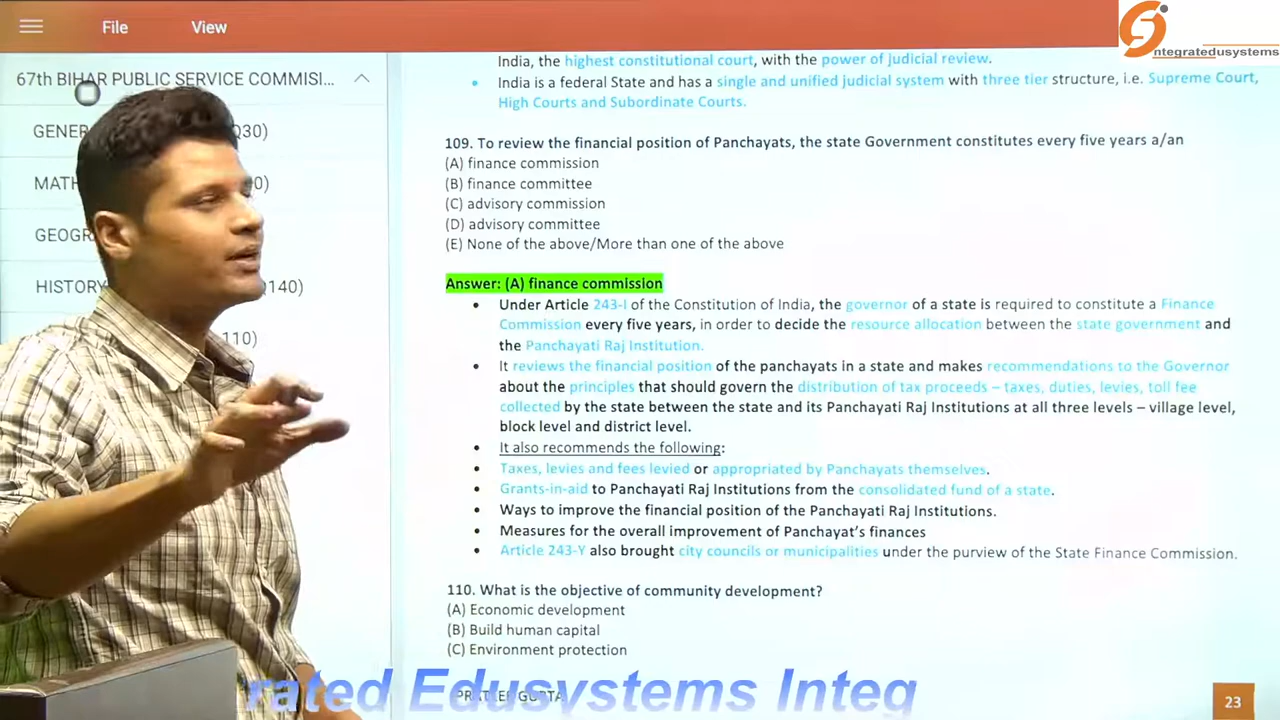 File View
ntegratedusystems
67th BIHAR PUBLIC SERVICE COMMISI...
GENER
Q30)
MATH
0)
GEOGR
HISTORY
Q140)
110)
India, the highest constitutional court, with the power of judicial review.
• India is a federal State and has a single and unified judicial system with three tier structure, i.e. Supreme Court,
High Courts and Subordinate Courts.
109. To review the financial position of Panchayats, the state Government constitutes every five years a/an
(A) finance commission
(B) finance committee
(C) advisory commission
(D) advisory committee
(E) None of the above/More than one of the above
Answer: (A) finance commission
• Under Article 243-I of the Constitution of India, the governor of a state is required to constitute a Finance
Commission every five years, in order to decide the resource allocation between the state government and
the Panchayati Raj Institution.
• It reviews the financial position of the panchayats in a state and makes recommendations to the Governor
about the principles that should govern the distribution of tax proceeds – taxes, duties, levies, toll fee
collected by the state between the state and its Panchayati Raj Institutions at all three levels – village level,
block level and district level.
• It also recommends the following:
• Taxes, levies and fees levied or appropriated by Panchayats themselves.
• Grants-in-aid to Panchayati Raj Institutions from the consolidated fund of a state.
• Ways to improve the financial position of the Panchayati Raj Institutions.
• Measures for the overall improvement of Panchayat's finances
• Article 243-Y also brought city councils or municipalities under the purview of the State Finance Commission.
110. What is the objective of community development?
(A) Economic development
(B) Build human capital
(C) Environment protection
rated Edusystems Integ
GUPTA
23